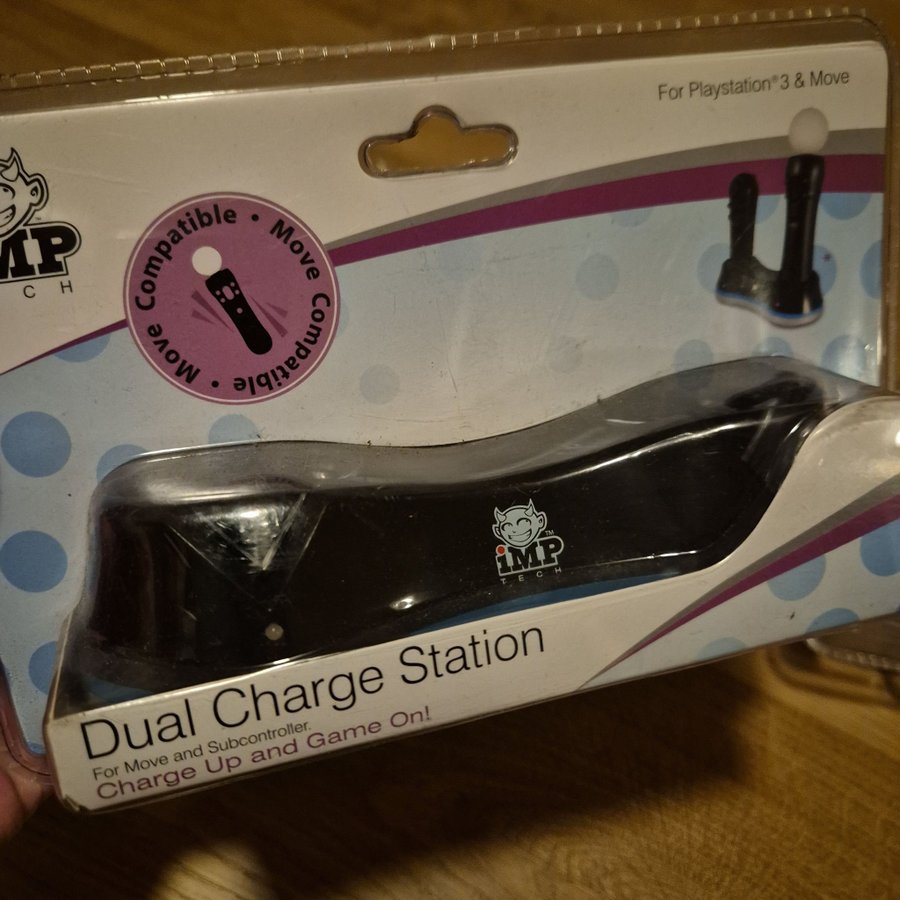 For Playstation®3 & Move
iMP
TECH
Move Compatible • Move Compatible •
iMP™
TECH
Dual Charge Station
For Move and Subcontroller.
Charge Up and Game On!